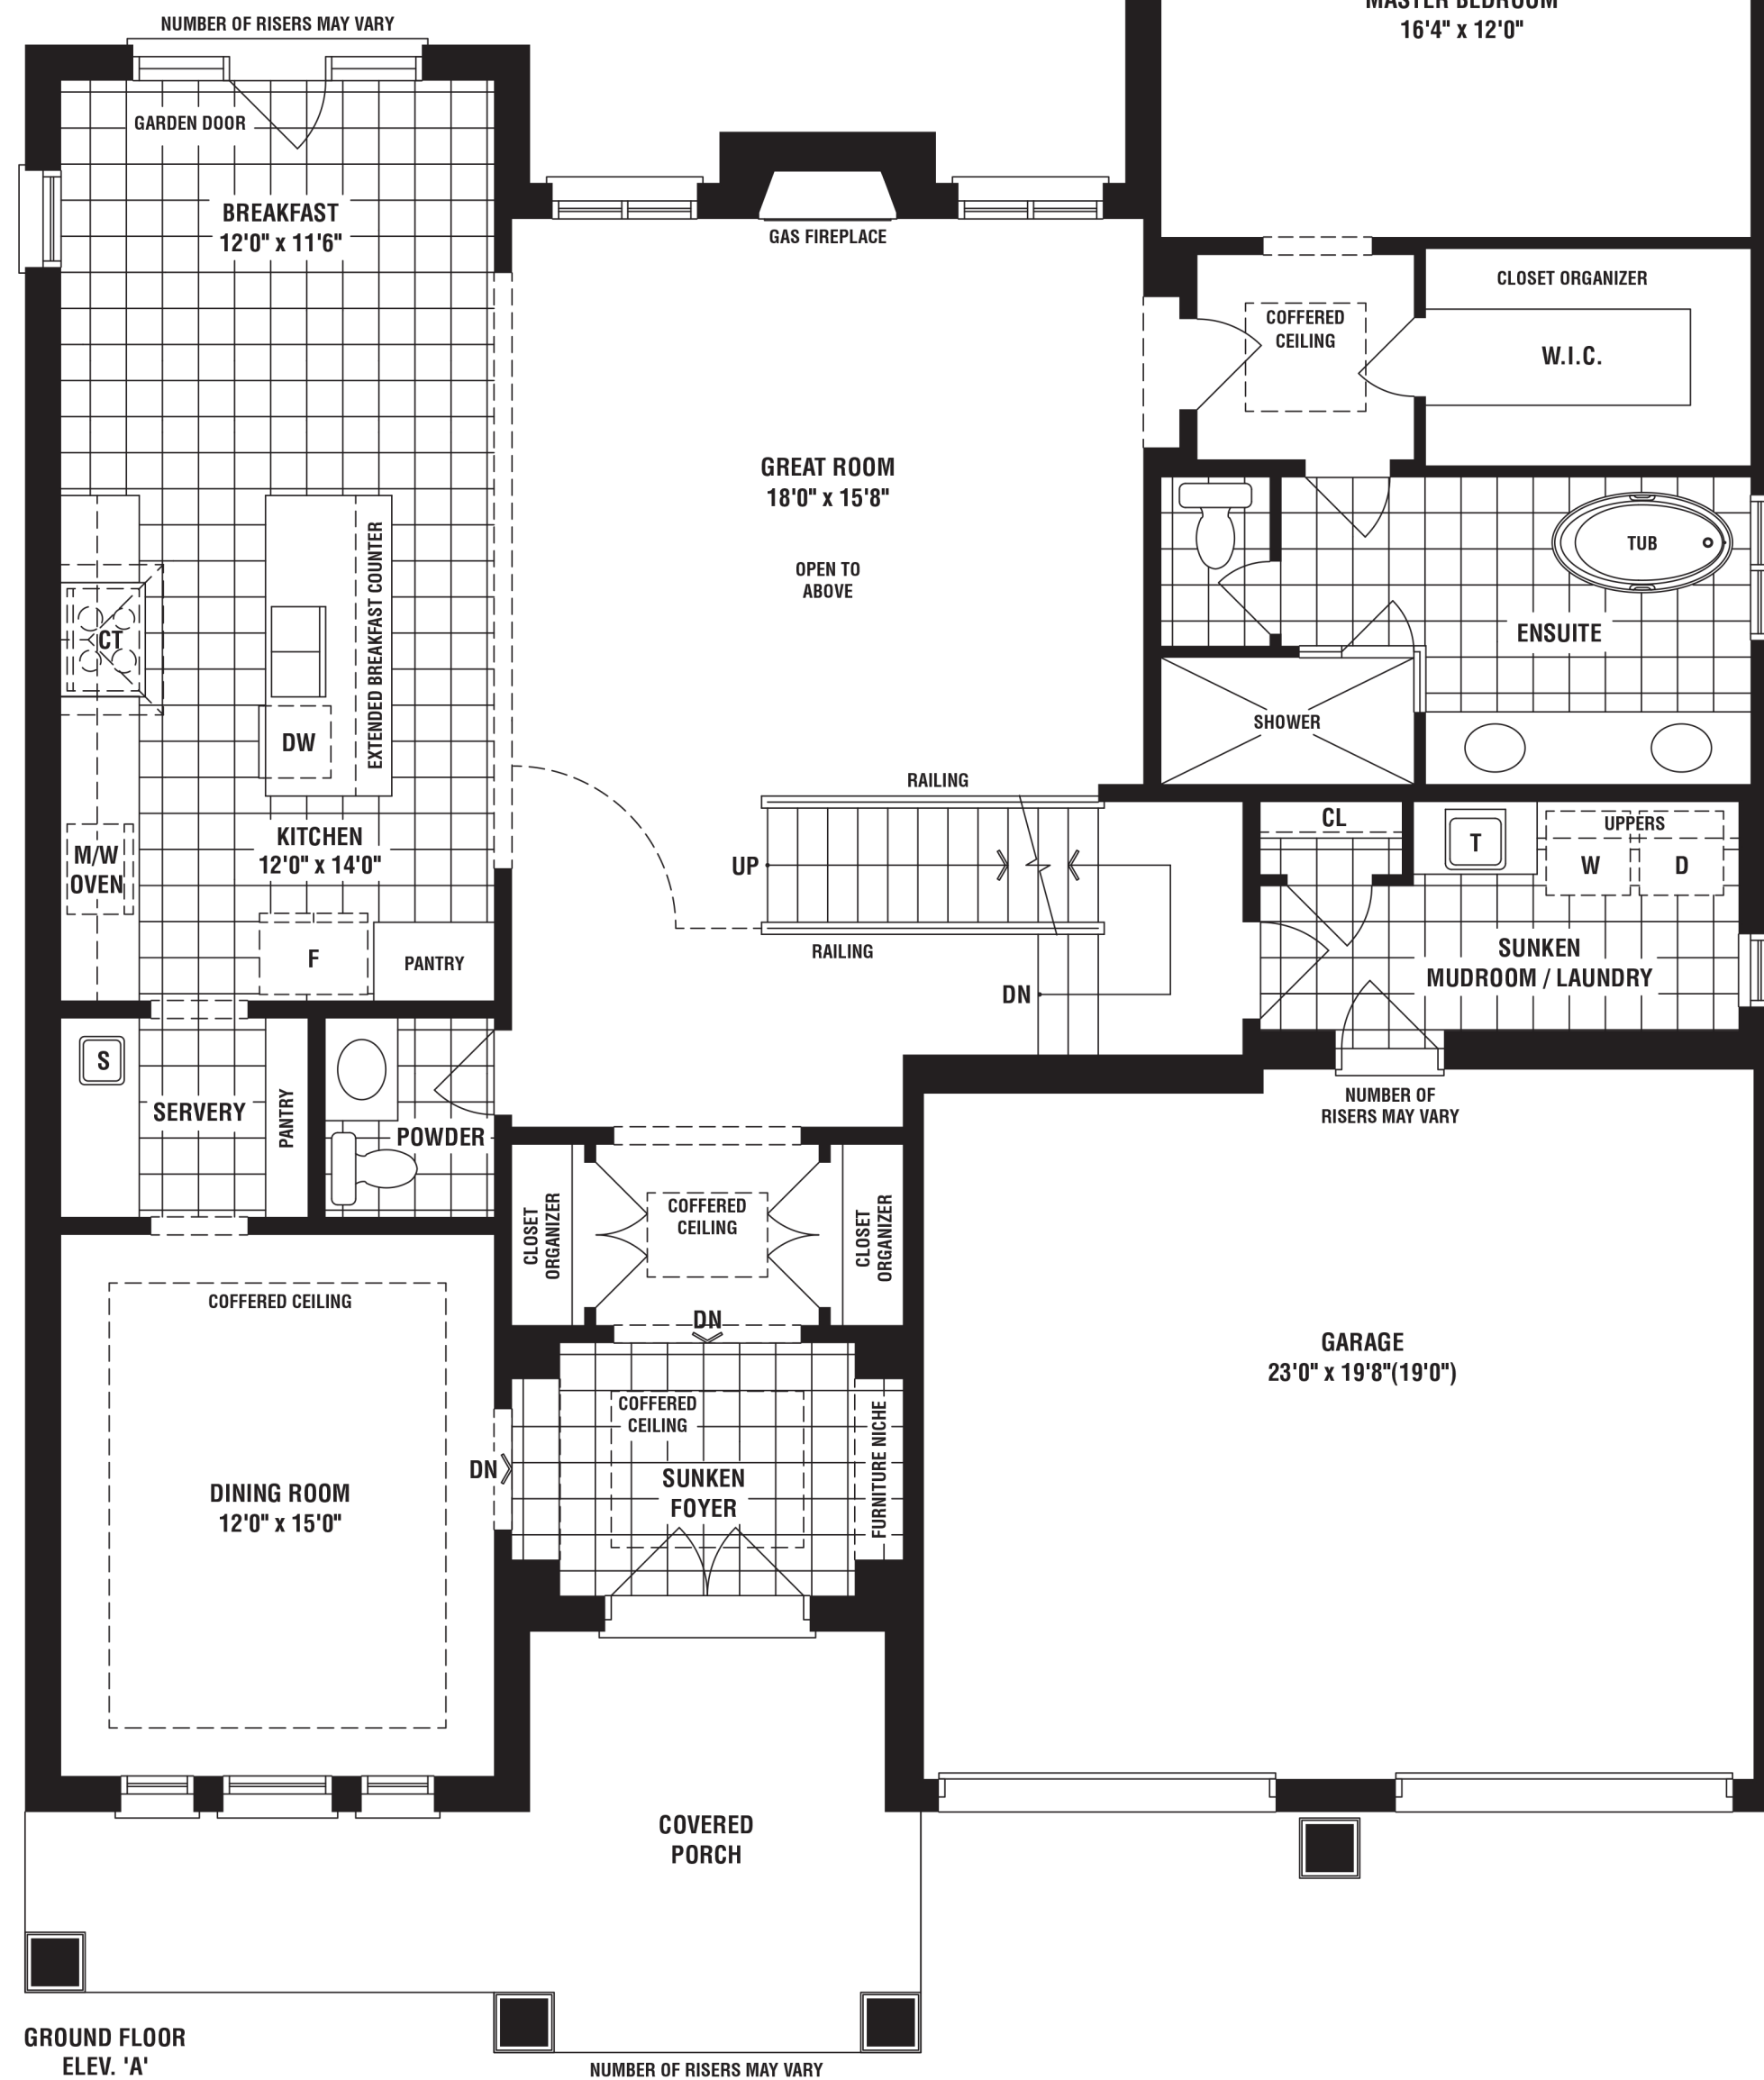 NUMBER OF RISERS MAY VARY
MASTER BEDROOM
16'4" x 12'0"
GARDEN DOOR
BREAKFAST
12'0" x 11'6"
GAS FIREPLACE
COFFERED
CEILING
CLOSET ORGANIZER
W.I.C.
GREAT ROOM
18'0" x 15'8"
OPEN TO
ABOVE
TUB
ENSUITE
SHOWER
CT
EXTENDED BREAKFAST COUNTER
DW
KITCHEN
12'0" x 14'0"
M/W
OVEN
F
PANTRY
RAILING
UP
RAILING
DN
CL
T
UPPERS
W
D
SUNKEN
MUDROOM / LAUNDRY
NUMBER OF
RISERS MAY VARY
S
SERVERY
PANTRY
POWDER
CLOSET
ORGANIZER
COFFERED
CEILING
CLOSET
ORGANIZER
DN
COFFERED CEILING
DINING ROOM
12'0" x 15'0"
DN
COFFERED
CEILING
SUNKEN
FOYER
FURNITURE NICHE
GARAGE
23'0" x 19'8"(19'0")
COVERED
PORCH
GROUND FLOOR
ELEV. 'A'
NUMBER OF RISERS MAY VARY